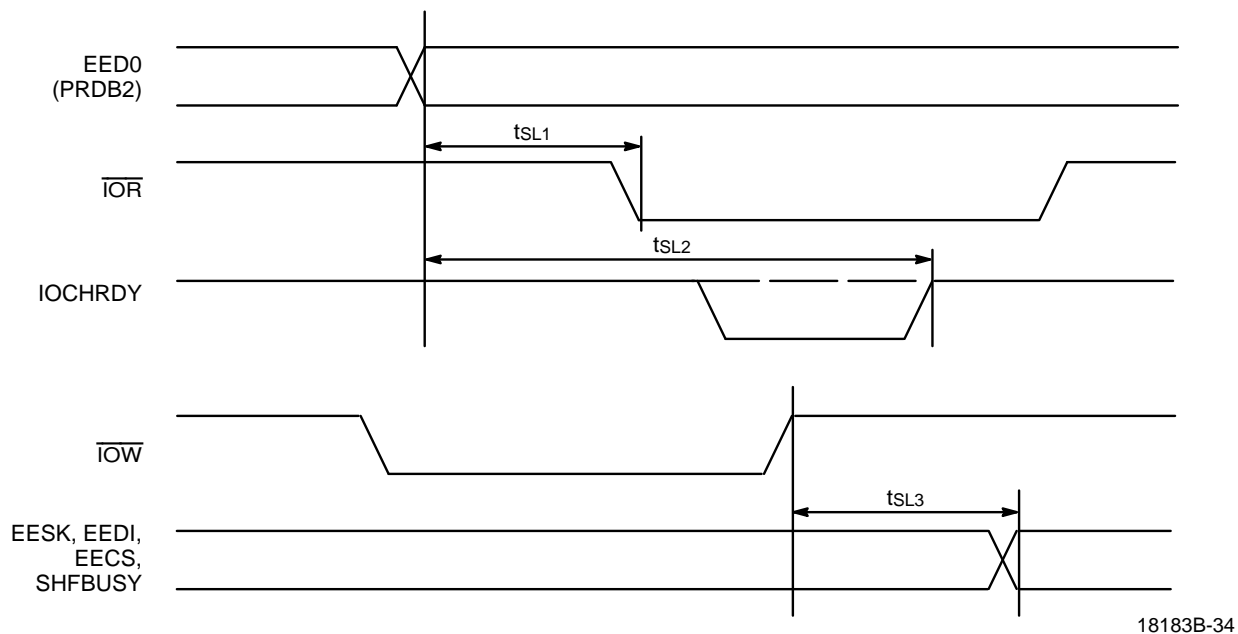 EED0
(PRDB2)
tSL1
IOR
tSL2
IOCHRDY
IOW
tSL3
EESK, EEDI,
EECS,
SHFBUSY
18183B-34